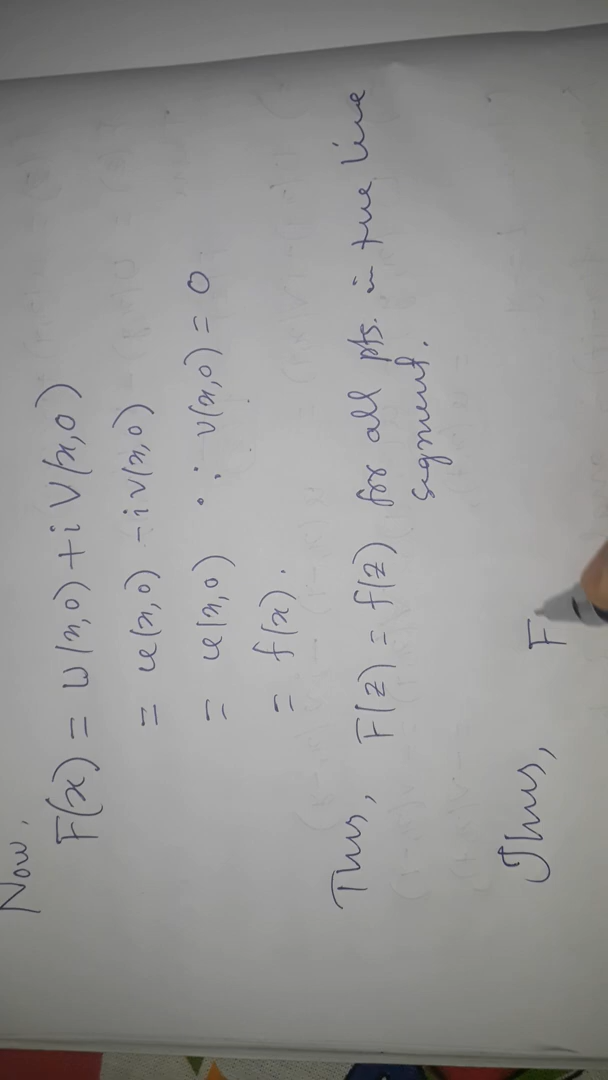 Now,
F(x) = U(x,0) + i V(x,0)
= u(x,0) - i v(x,0)
= u(x,0) ∵ v(x,0) = 0
= f(x).
Thus, F(z) = f(z) for all pts. in the line
segment.
Thus, F